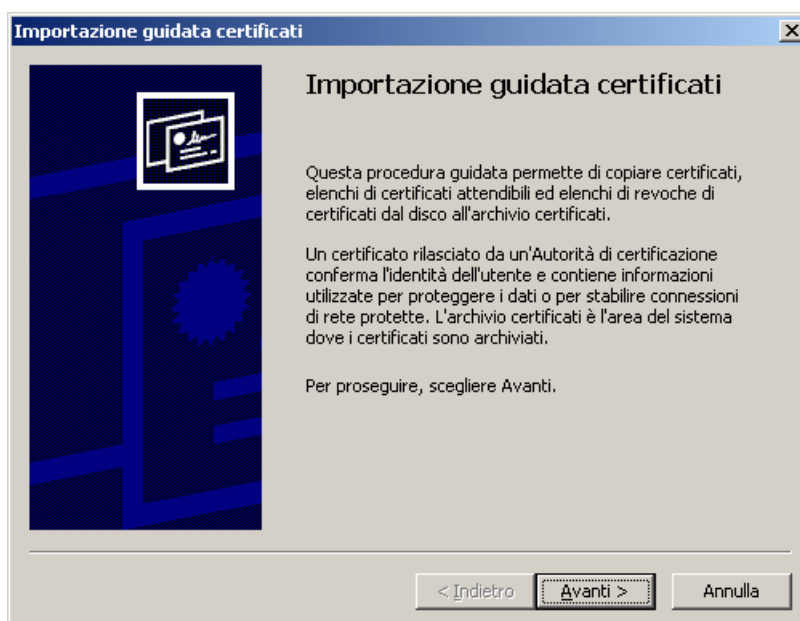 Importazione guidata certificati
Importazione guidata certificati
Questa procedura guidata permette di copiare certificati,
elenchi di certificati attendibili ed elenchi di revoche di
certificati dal disco all'archivio certificati.
Un certificato rilasciato da un'Autorità di certificazione
conferma l'identità dell'utente e contiene informazioni
utilizzate per proteggere i dati o per stabilire connessioni
di rete protette. L'archivio certificati è l'area del sistema
dove i certificati sono archiviati.
Per proseguire, scegliere Avanti.
< Indietro
Avanti >
Annulla